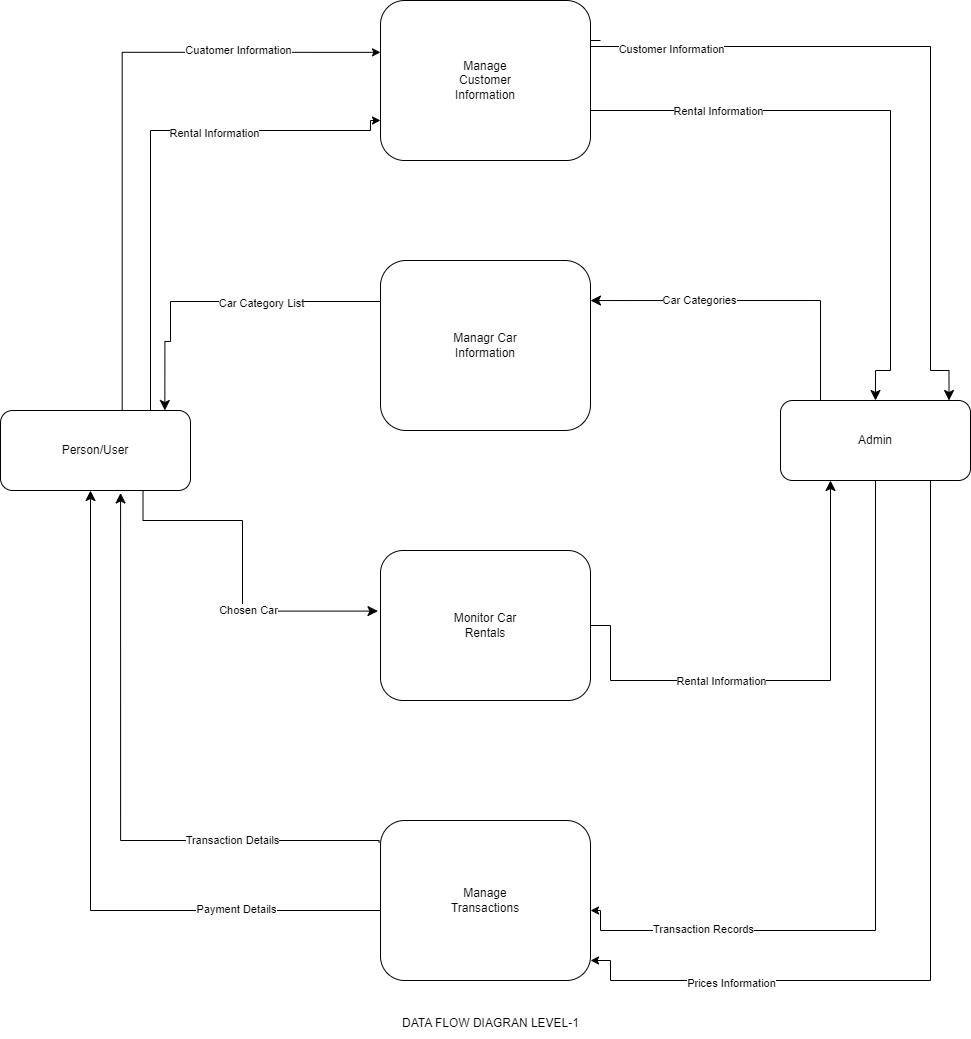 Cuatomer Information
Customer Information
Manage
Customer
Information
Rental Information
Rental Information
Car Category List
Car Categories
Managr Car
Information
Person/User
Admin
Chosen Car
Monitor Car
Rentals
Rental Information
Transaction Details
Manage
Transactions
Payment Details
Transaction Records
Prices Information
DATA FLOW DIAGRAN LEVEL-1